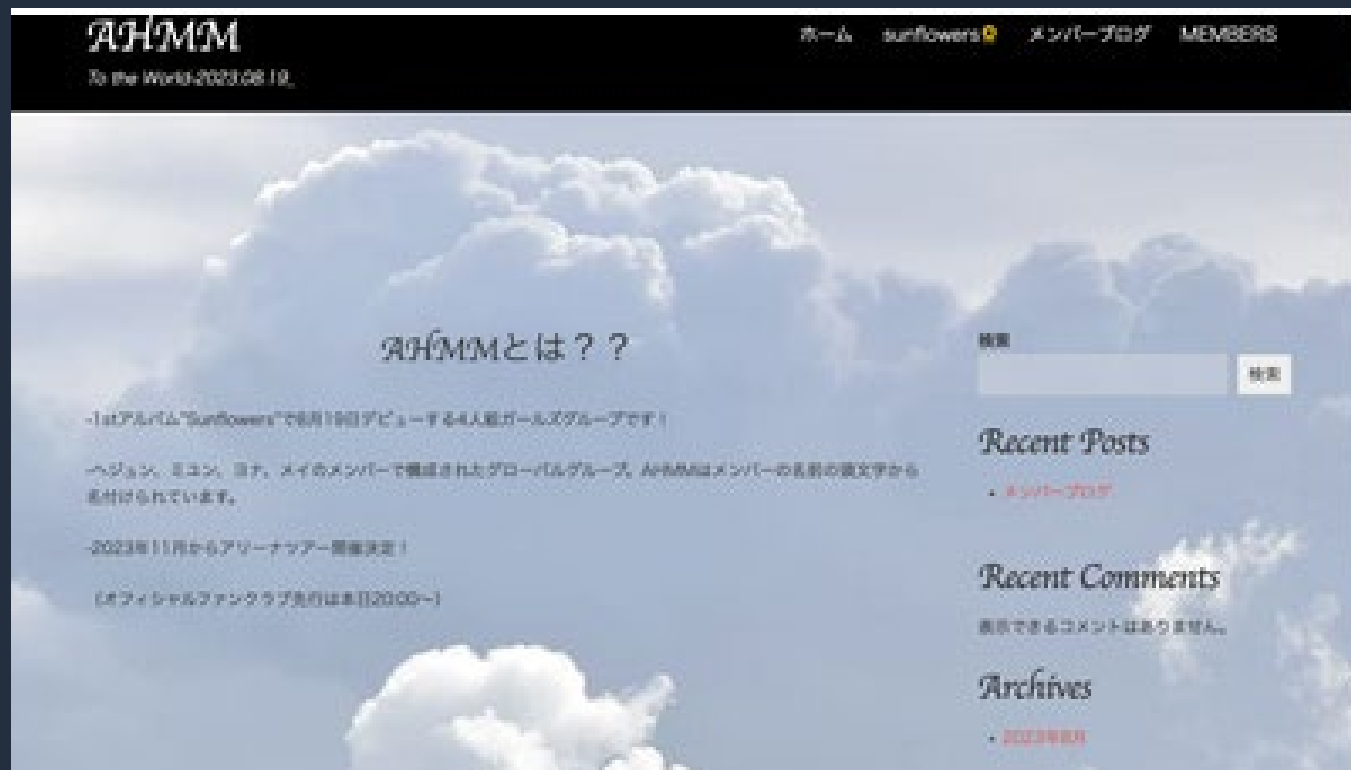 AHMM
To the World-2023.08.19_
ホーム sunflowers🌻 メンバーブログ MEMBERS
AHMMとは？？
-1stアルバム"Sunflowers"で8月19日デビューする4人組ガールズグループです！
-ヘジュン、ミユン、ヨナ、メイのメンバーで構成されたグローバルグループ。AHMMはメンバーの名前の頭文字から
名付けられています。
-2023年11月からアリーナツアー開催決定！
(オフィシャルファンクラブ先行は本日20:00~)
検索
検索
Recent Posts
メンバーブログ
Recent Comments
表示できるコメントはありません。
Archives
2023年8月